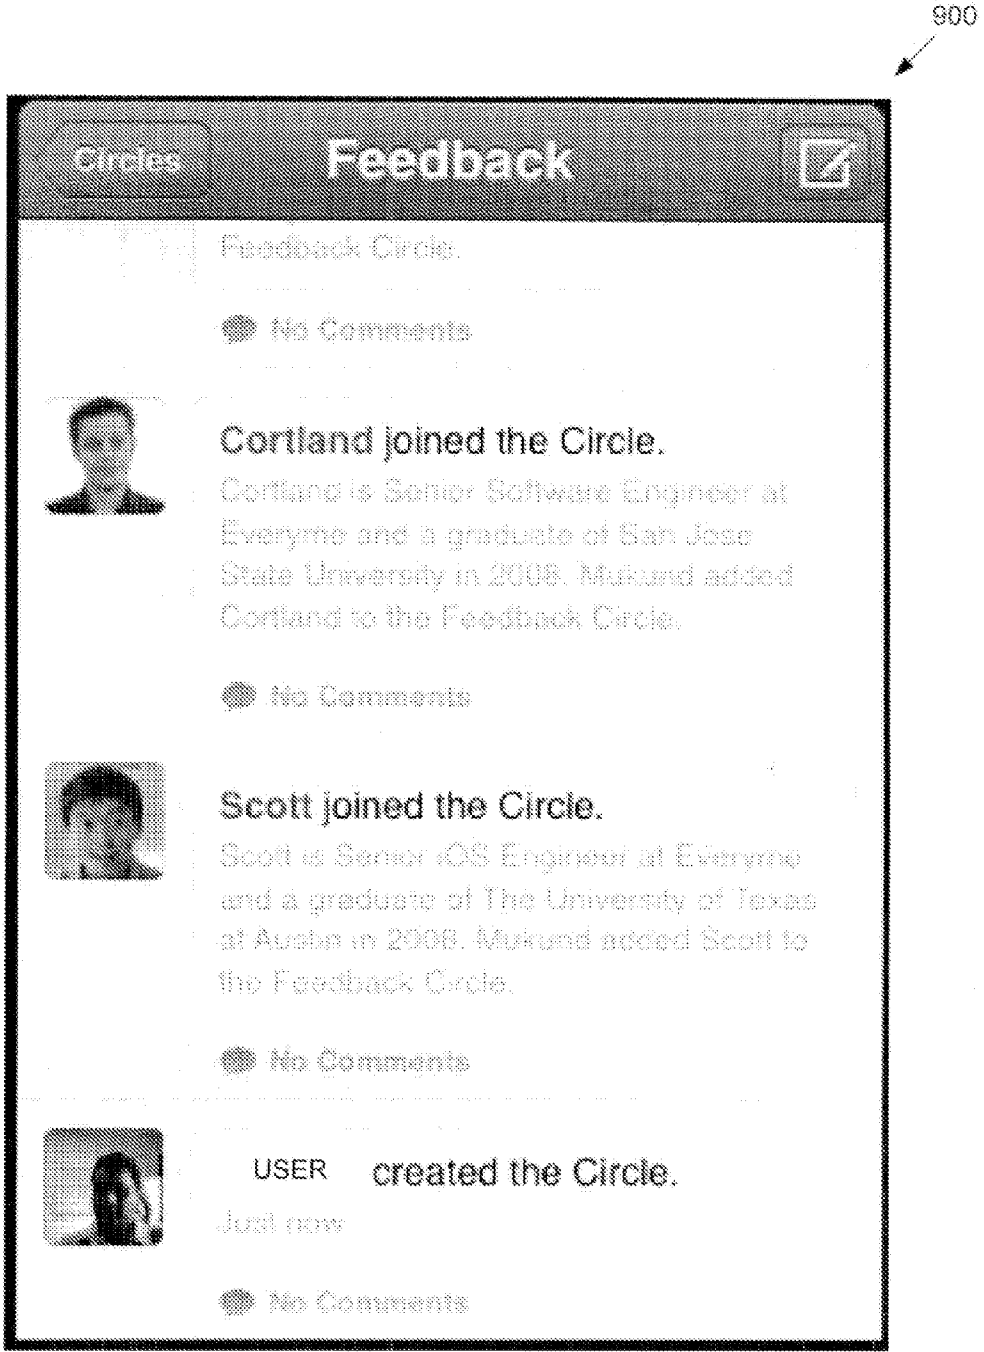 900
Circles
Feedback
Feedback Circle.
No Comments
Cortland joined the Circle.
Cortland is Senior Software Engineer at
Everyme and a graduate of San Jose
State University in 2008. Mukund added
Cortland to the Feedback Circle.
No Comments
Scott joined the Circle.
Scott is Senior iOS Engineer at Everyme
and a graduate of The University of Texas
at Austin in 2008. Mukund added Scott to
the Feedback Circle.
No Comments
USER created the Circle.
Just now
No Comments